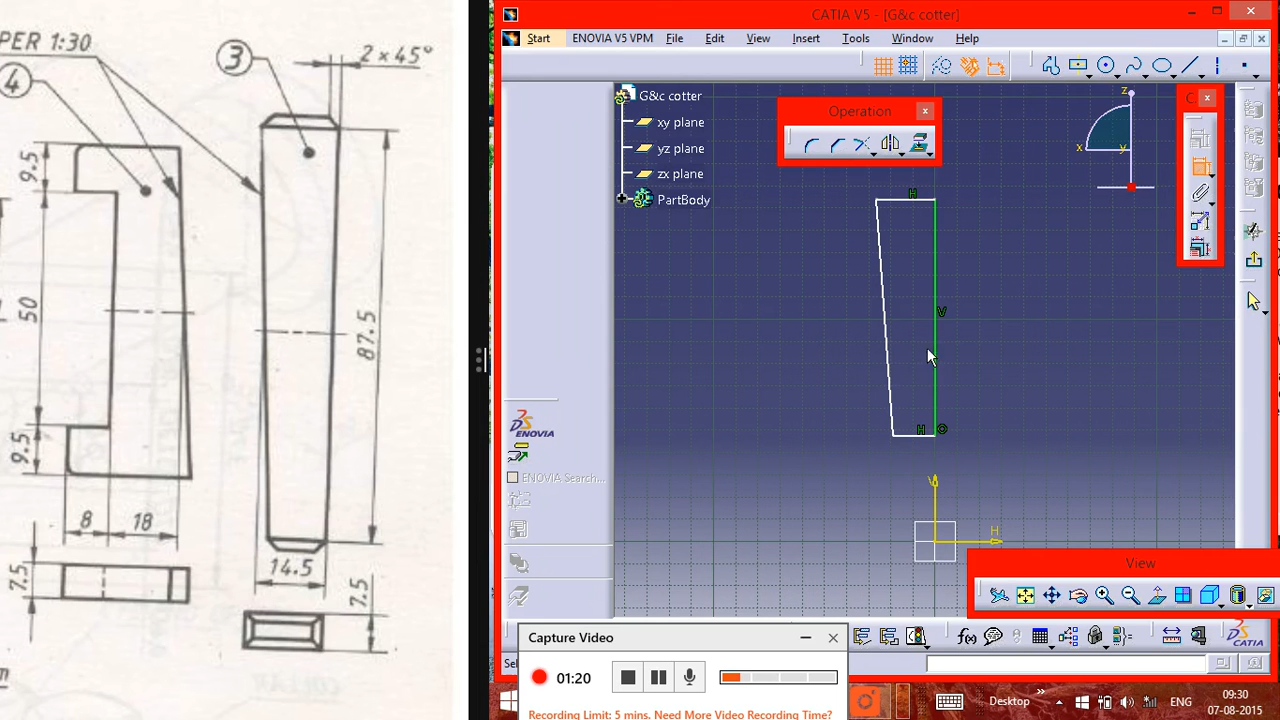 PER 1:30
3
2 × 45°
4
9.5
50
9.5
87.5
8
18
14.5
7.5
7.5
CATIA V5 - [G&c cotter]
Start
ENOVIA V5 VPM
File
Edit
View
Insert
Tools
Window
Help
G&c cotter
xy plane
yz plane
zx plane
PartBody
Operation
C
z
x
y
H
V
H
V
H
ENOVIA
ENOVIA Search...
View
Capture Video
01:20
Recording Limit: 5 mins. Need More Video Recording Time?
f(x)
CATIA
Desktop
ENG
09:30
07-08-2015